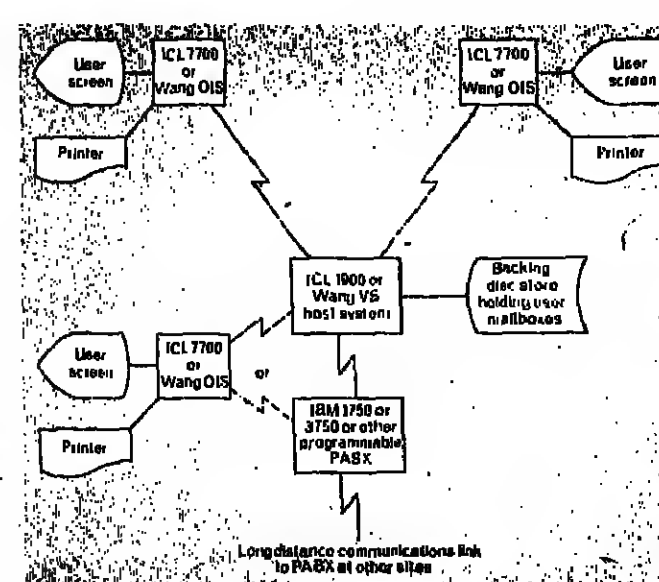 User
screen
ICL 7700
or
Wang OIS
Printer
ICL 7700
or
Wang OIS
User
screen
Printer
ICL 1900 or
Wang VS
host system
Backing
disc store
holding user
mailboxes
User
screen
ICL 7700
or
Wang OIS
or
Printer
IBM 1750 or
3750 or other
programmable
PABX
Long distance communications link
to PABX at other sites